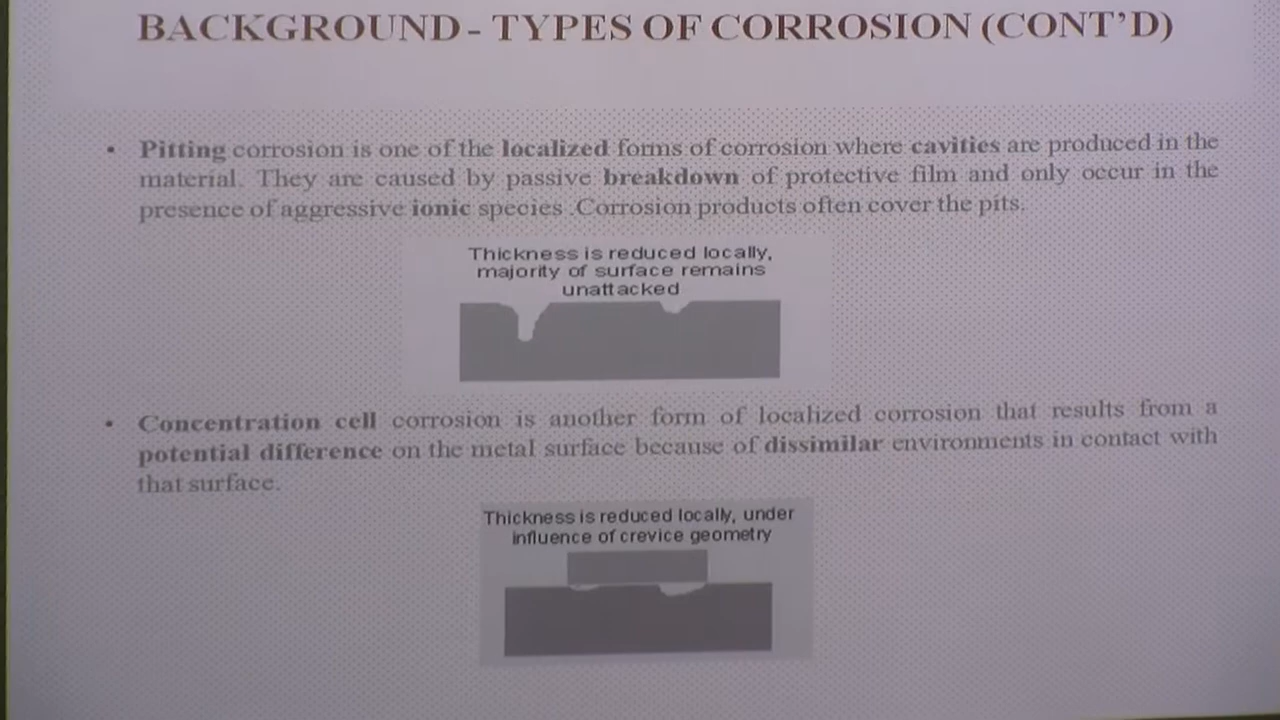 BACKGROUND - TYPES OF CORROSION (CONT'D)
• Pitting corrosion is one of the localized forms of corrosion where cavities are produced in the
material. They are caused by passive breakdown of protective film and only occur in the
presence of aggressive ionic species .Corrosion products often cover the pits.
Thickness is reduced locally,
majority of surface remains
unattacked
• Concentration cell corrosion is another form of localized corrosion that results from a
potential difference on the metal surface because of dissimilar environments in contact with
that surface.
Thickness is reduced locally, under
influence of crevice geometry